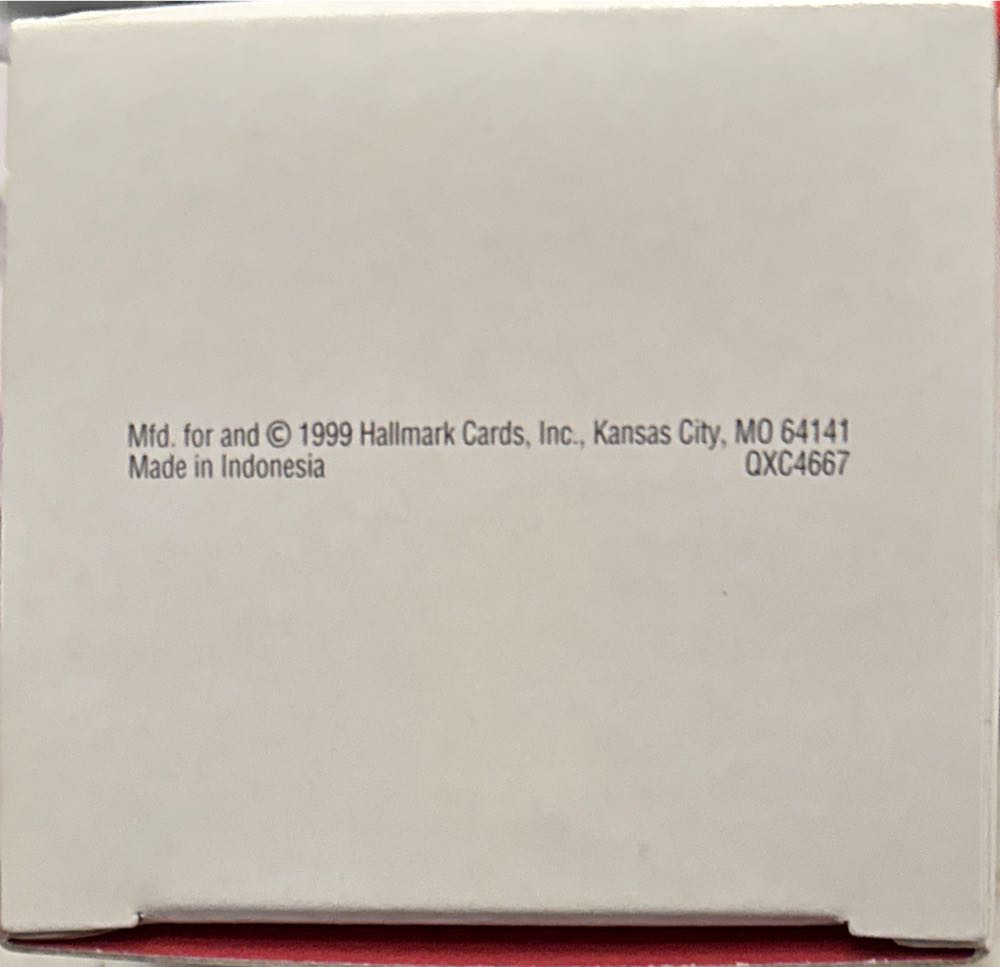 Mfd. for and © 1999 Hallmark Cards, Inc., Kansas City, MO 64141
Made in Indonesia QXC4667